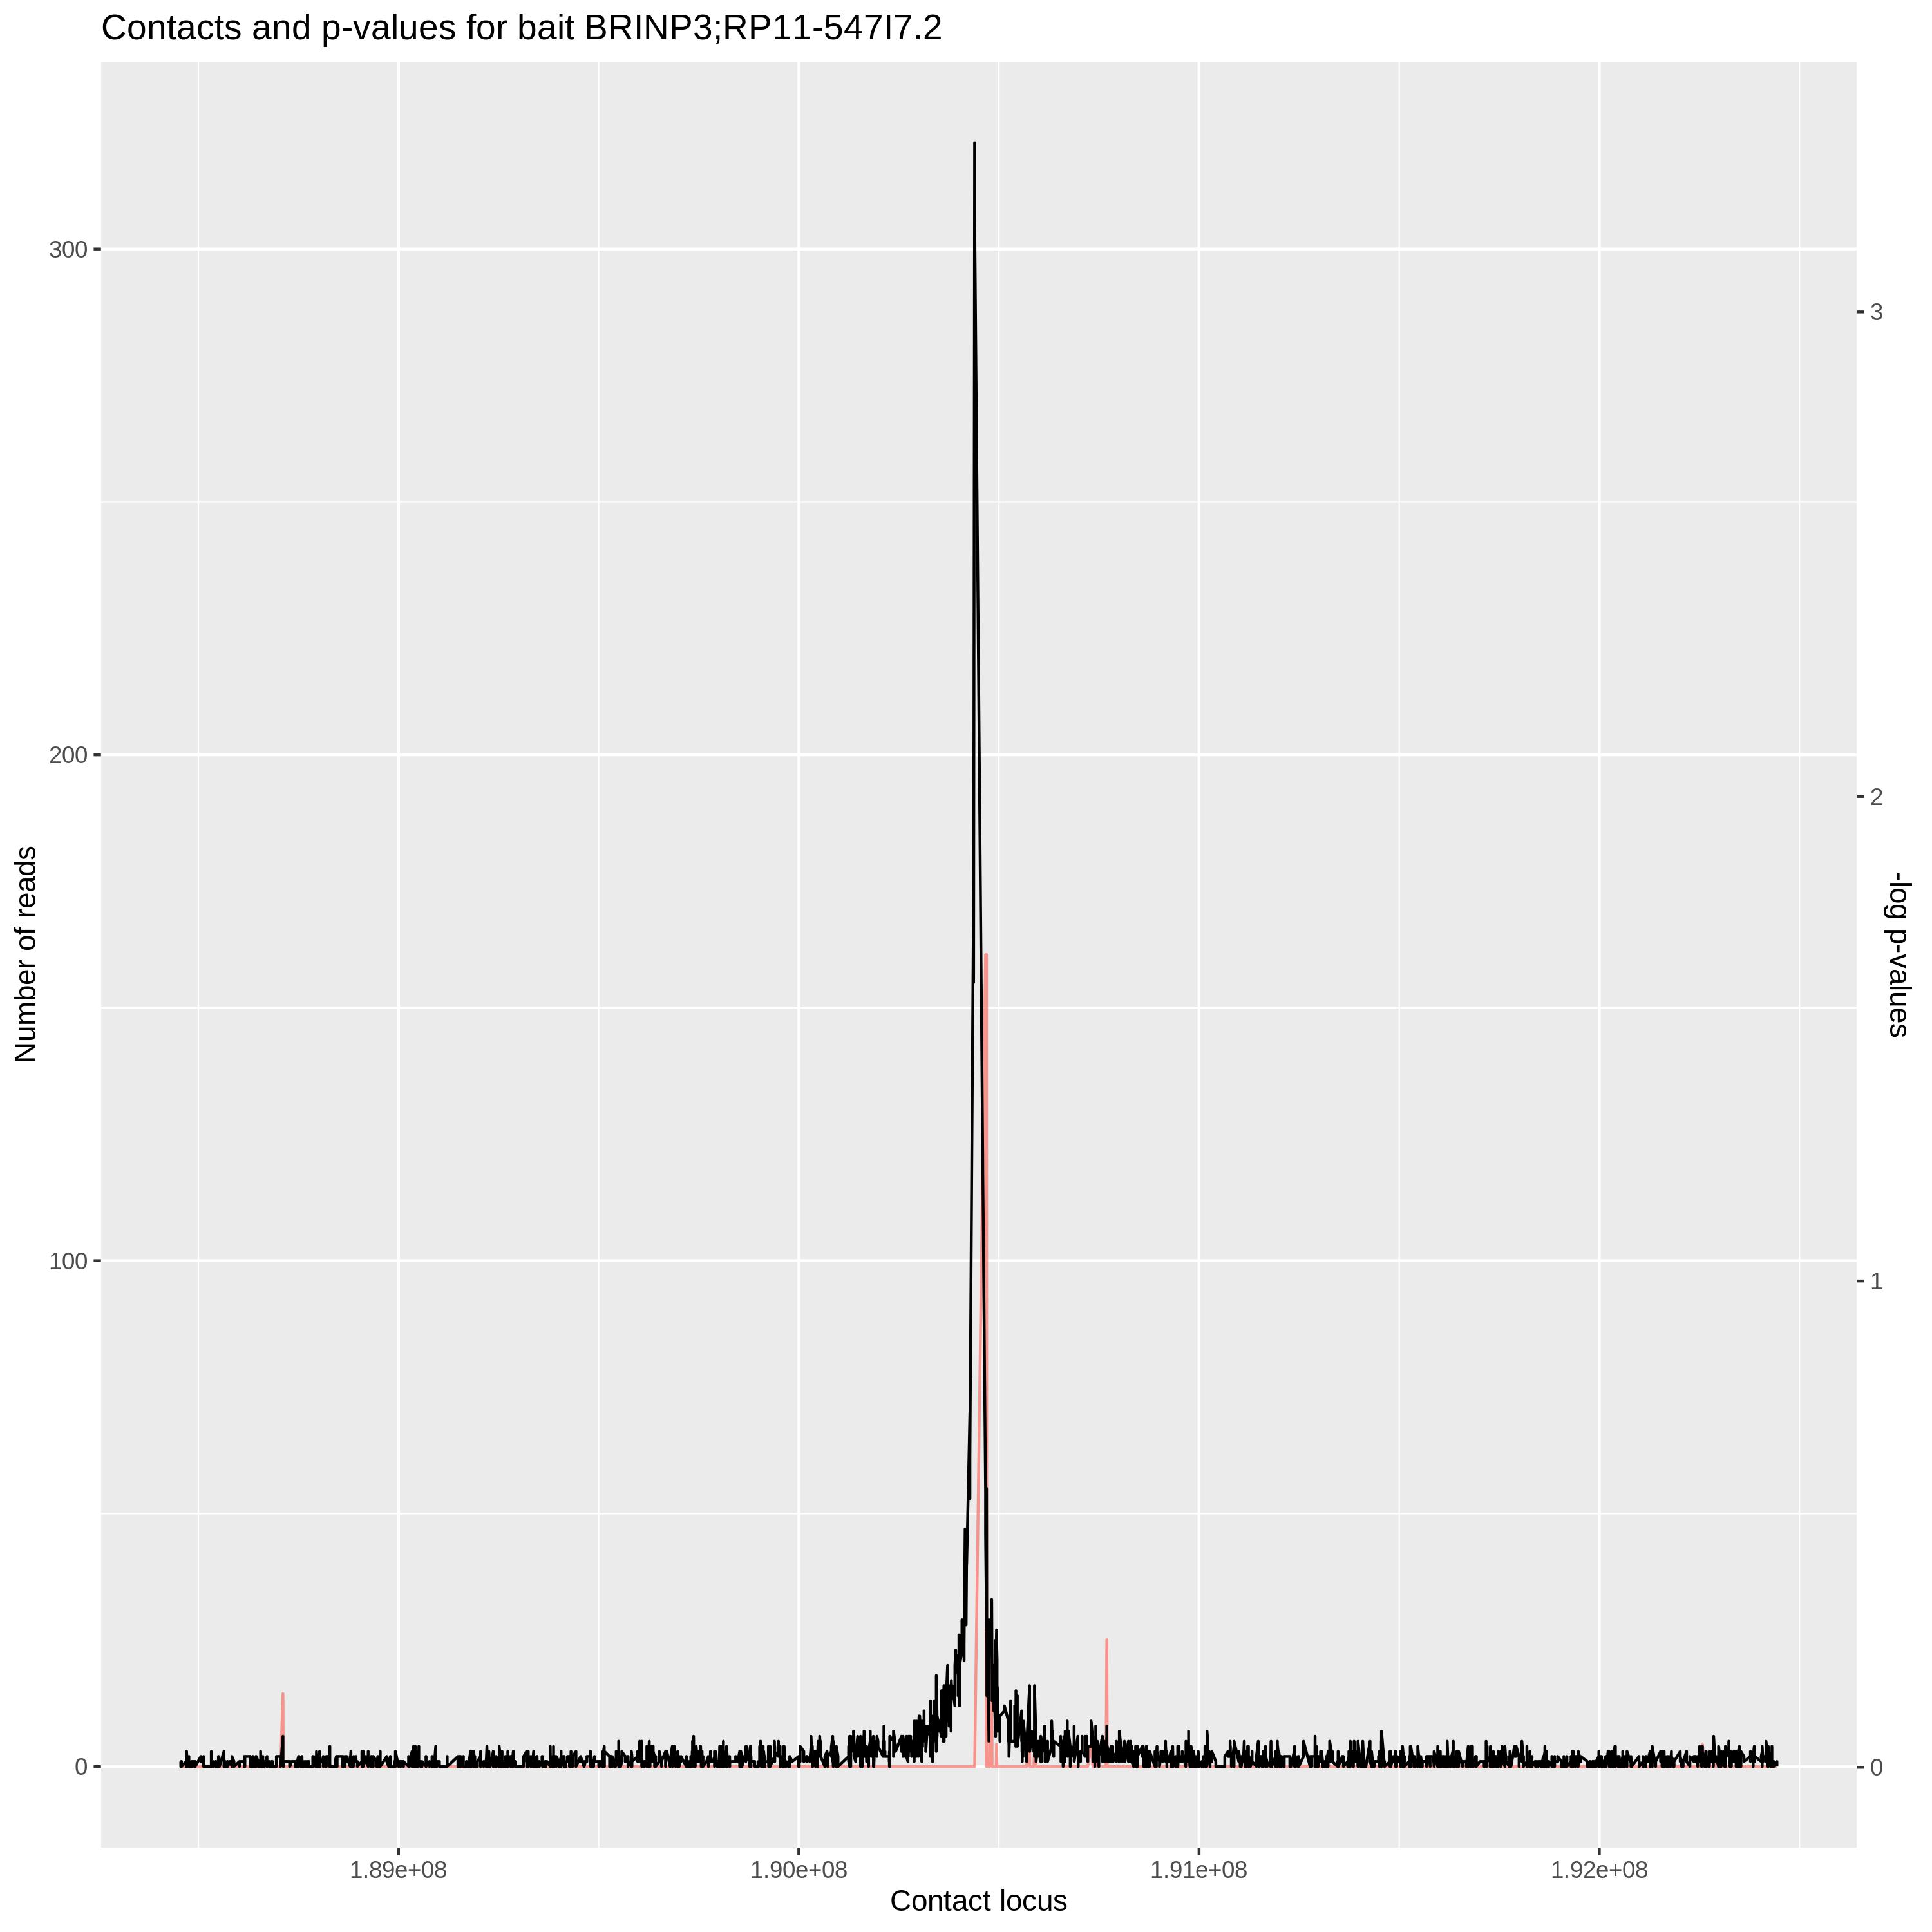 Contacts and p-values for bait BRINP3;RP11-547I7.2
300
200
100
0
Number of reads
3
2
1
0
-log p-values
1.89e+08
1.90e+08
1.91e+08
1.92e+08
Contact locus